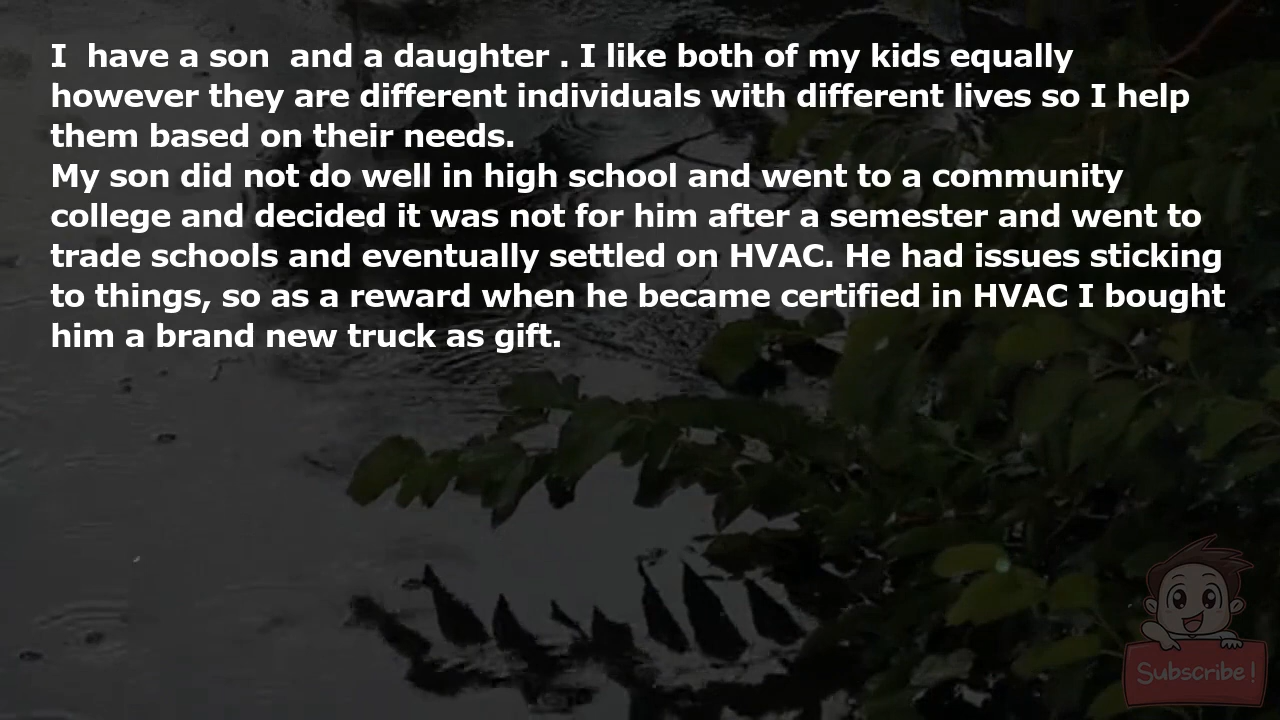 I  have a son  and a daughter . I like both of my kids equally
however they are different individuals with different lives so I help
them based on their needs.
My son did not do well in high school and went to a community
college and decided it was not for him after a semester and went to
trade schools and eventually settled on HVAC. He had issues sticking
to things, so as a reward when he became certified in HVAC I bought
him a brand new truck as gift.
Subscribe!